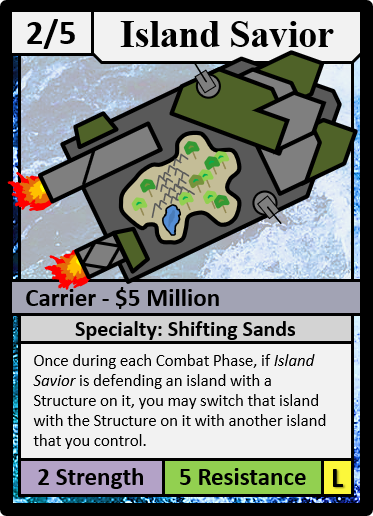 2/5
Island Savior
Carrier - $5 Million
Specialty: Shifting Sands
Once during each Combat Phase, if Island
Savior is defending an island with a
Structure on it, you may switch that island
with the Structure on it with another island
that you control.
2 Strength
5 Resistance
L